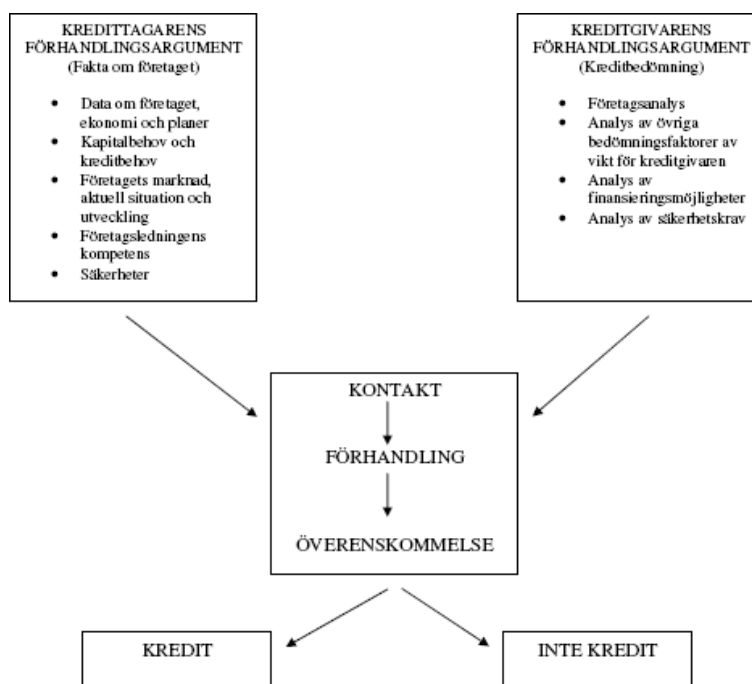 KREDITTAGARENS
FÖRHANDLINGSARGUMENT
(Fakta om företaget)
• Data om företaget,
ekonomi och planer
• Kapitalbehov och
kreditbehov
• Företagets marknad,
aktuell situation och
utveckling
• Företagsledningens
kompetens
• Säkerheter
KREDITGIVARENS
FÖRHANDLINGSARGUMENT
(Kreditbedömning)
• Företagsanalys
• Analys av övriga
bedömningsfaktorer av
vikt för kreditgivaren
• Analys av
finansieringsmöjligheter
• Analys av säkerhetskrav
KONTAKT
FÖRHANDLING
ÖVERENSKOMMELSE
KREDIT
INTE KREDIT